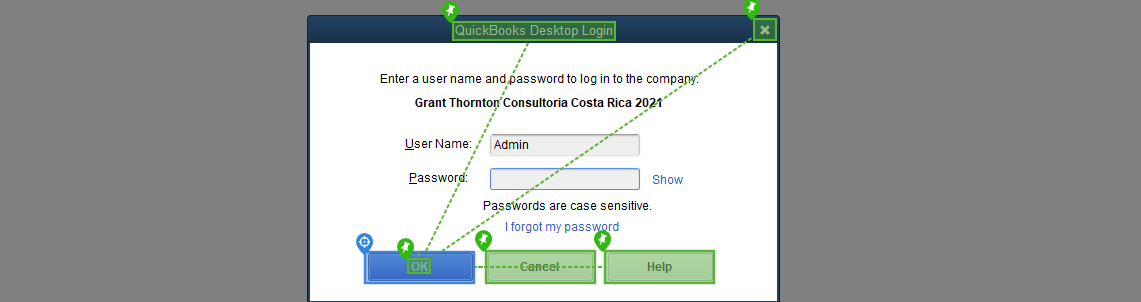 QuickBooks Desktop Login
Enter a user name and password to log in to the company:
Grant Thornton Consultoria Costa Rica 2021
User Name: Admin
Password: Show
Passwords are case sensitive.
I forgot my password
OK Cancel Help